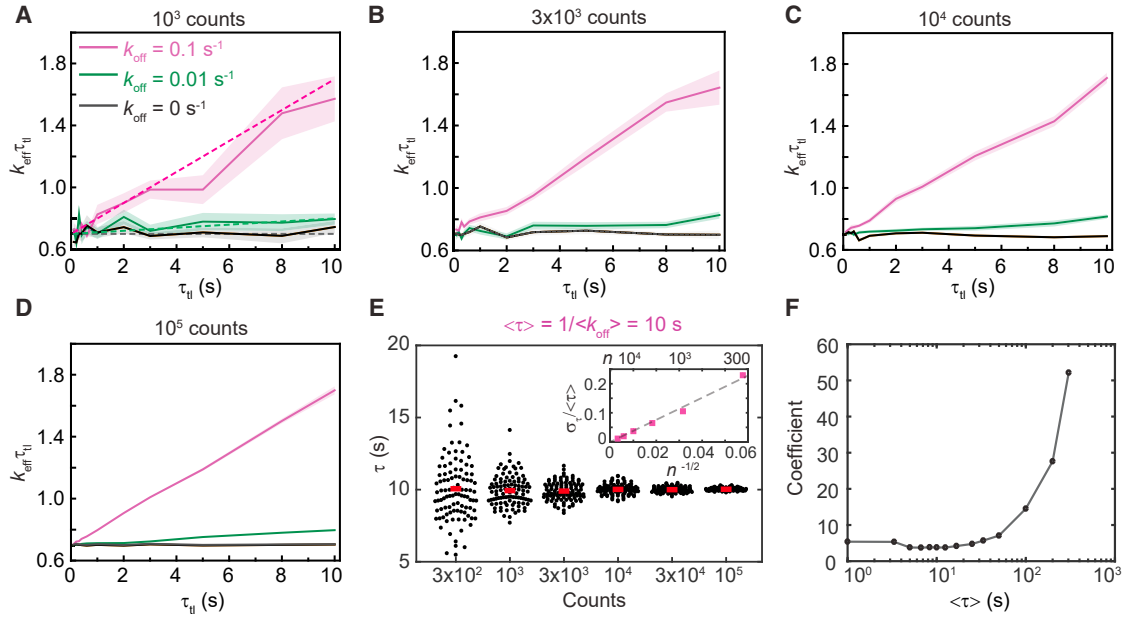 A
10³ counts
k_off = 0.1 s⁻¹
k_off = 0.01 s⁻¹
k_off = 0 s⁻¹
k_eff τ_tl
1.8
1.4
1.0
0.6
0 2 4 6 8 10
τ_tl (s)
B
3x10³ counts
k_eff τ_tl
1.8
1.4
1.0
0.6
0 2 4 6 8 10
τ_tl (s)
C
10⁴ counts
k_eff τ_tl
1.8
1.4
1.0
0.6
0 2 4 6 8 10
τ_tl (s)
D
10⁵ counts
k_eff τ_tl
1.8
1.4
1.0
0.6
0 2 4 6 8 10
τ_tl (s)
E
<τ> = 1/<k_off> = 10 s
τ (s)
20
15
10
5
3x10² 10³ 3x10³ 10⁴ 3x10⁴ 10⁵
Counts
n 10⁴ 10³ 300
σ_τ/<τ>
0.2
0.1
0
0 0.02 0.04 0.06
n⁻¹/²
F
Coefficient
60
50
40
30
20
10
0
10⁰ 10¹ 10² 10³
<τ> (s)